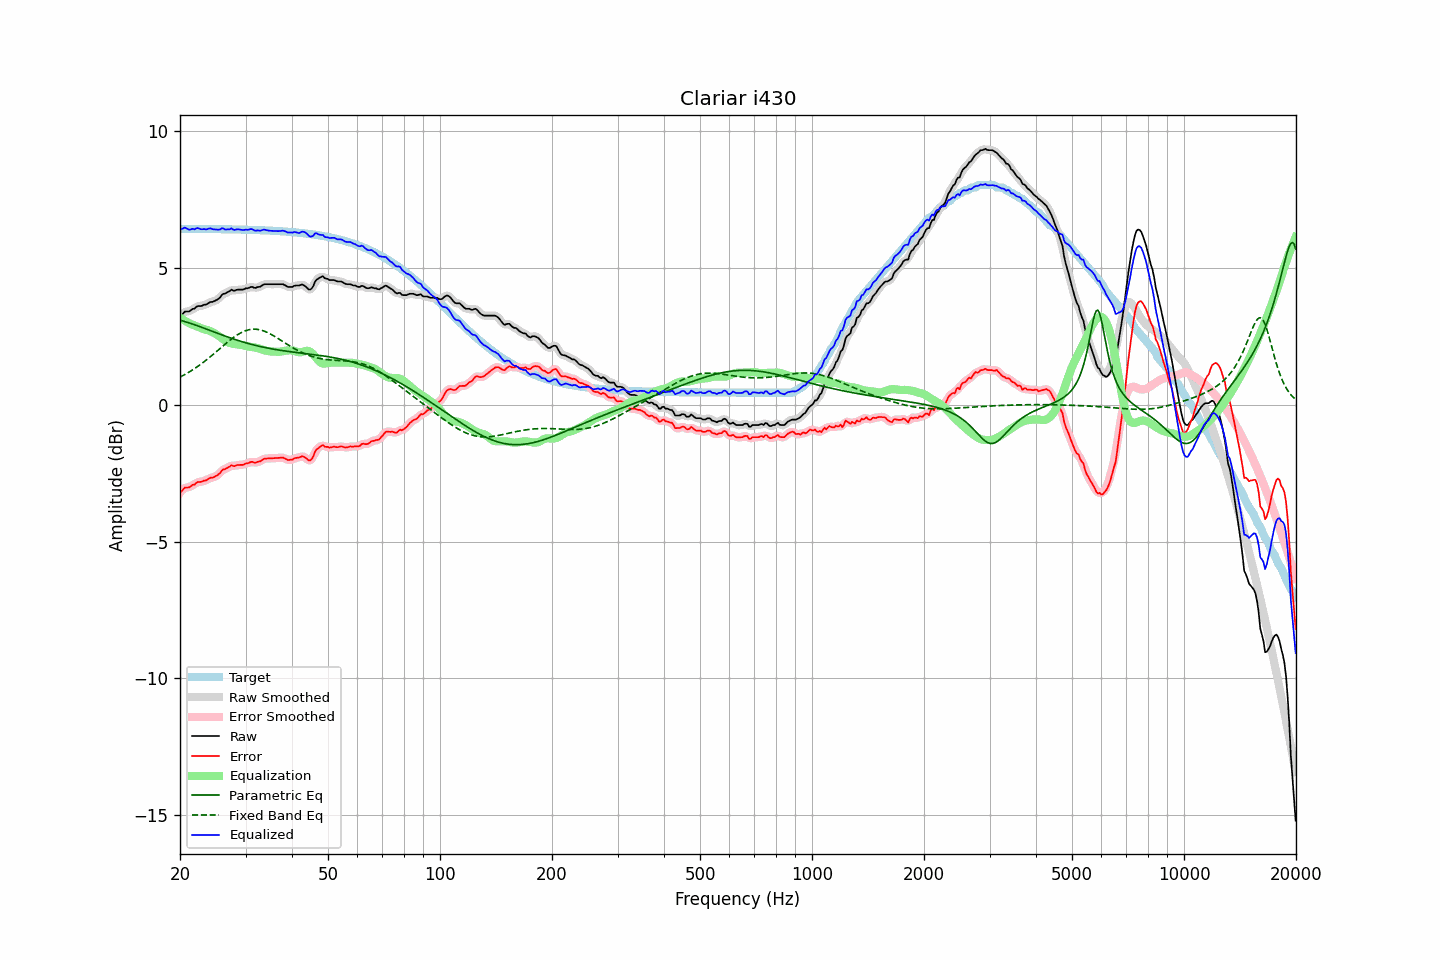 Clariar i430
10
5
0
−5
−10
−15
Amplitude (dBr)
Target
Raw Smoothed
Error Smoothed
Raw
Error
Equalization
Parametric Eq
Fixed Band Eq
Equalized
20 50 100 200 500 1000 2000 5000 10000 20000
Frequency (Hz)